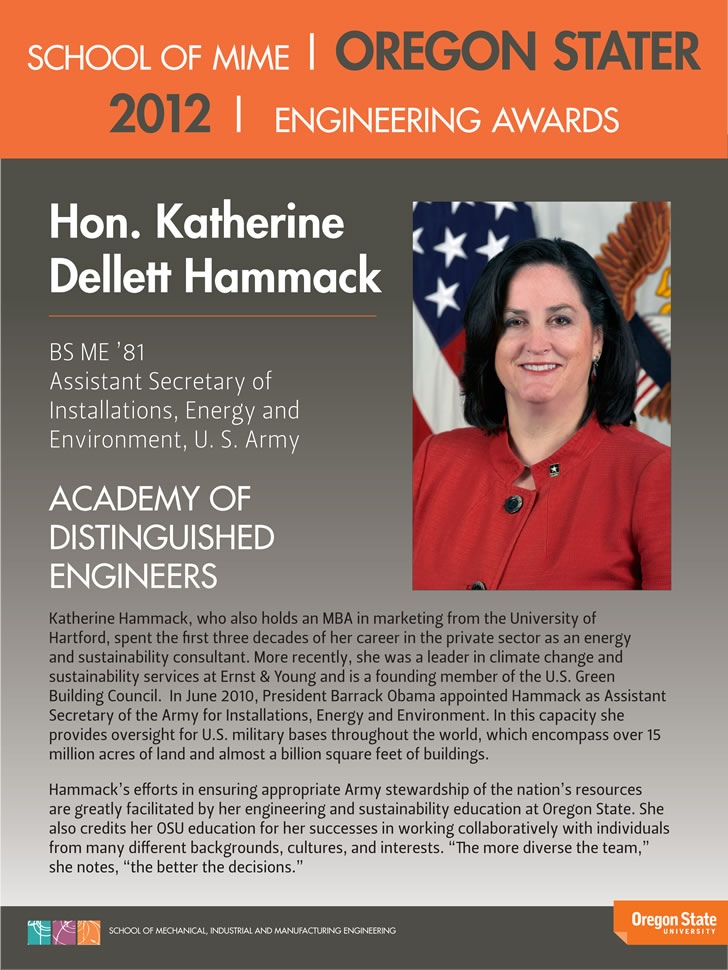 SCHOOL OF MIME | OREGON STATER
2012 | ENGINEERING AWARDS
Hon. Katherine
Dellett Hammack
BS ME ’81
Assistant Secretary of
Installations, Energy and
Environment, U. S. Army
ACADEMY OF
DISTINGUISHED
ENGINEERS
Katherine Hammack, who also holds an MBA in marketing from the University of
Hartford, spent the first three decades of her career in the private sector as an energy
and sustainability consultant. More recently, she was a leader in climate change and
sustainability services at Ernst & Young and is a founding member of the U.S. Green
Building Council.  In June 2010, President Barrack Obama appointed Hammack as Assistant
Secretary of the Army for Installations, Energy and Environment. In this capacity she
provides oversight for U.S. military bases throughout the world, which encompass over 15
million acres of land and almost a billion square feet of buildings.
Hammack’s efforts in ensuring appropriate Army stewardship of the nation’s resources
are greatly facilitated by her engineering and sustainability education at Oregon State. She
also credits her OSU education for her successes in working collaboratively with individuals
from many different backgrounds, cultures, and interests. “The more diverse the team,”
she notes, “the better the decisions.”
SCHOOL OF MECHANICAL, INDUSTRIAL AND MANUFACTURING ENGINEERING
Oregon State
UNIVERSITY